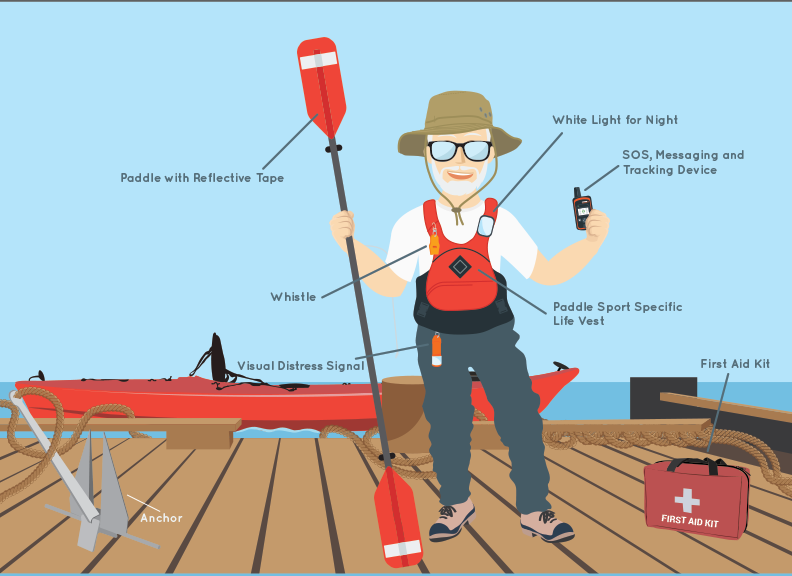 White Light for Night
SOS, Messaging and
Tracking Device
Paddle with Reflective Tape
Whistle
Paddle Sport Specific
Life Vest
Visual Distress Signal
First Aid Kit
Anchor
FIRST AID KIT